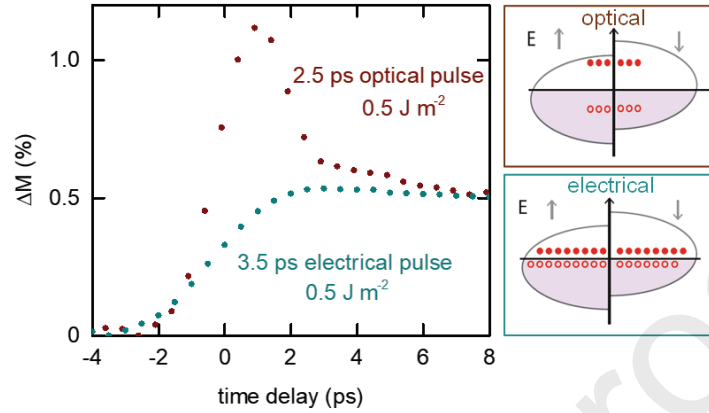 optical
E ↑ ↓
1.0
2.5 ps optical pulse
0.5 J m⁻²
ΔM (%)
0.5
electrical
E ↑ ↓
3.5 ps electrical pulse
0.5 J m⁻²
0
-4 -2 0 2 4 6 8
time delay (ps)